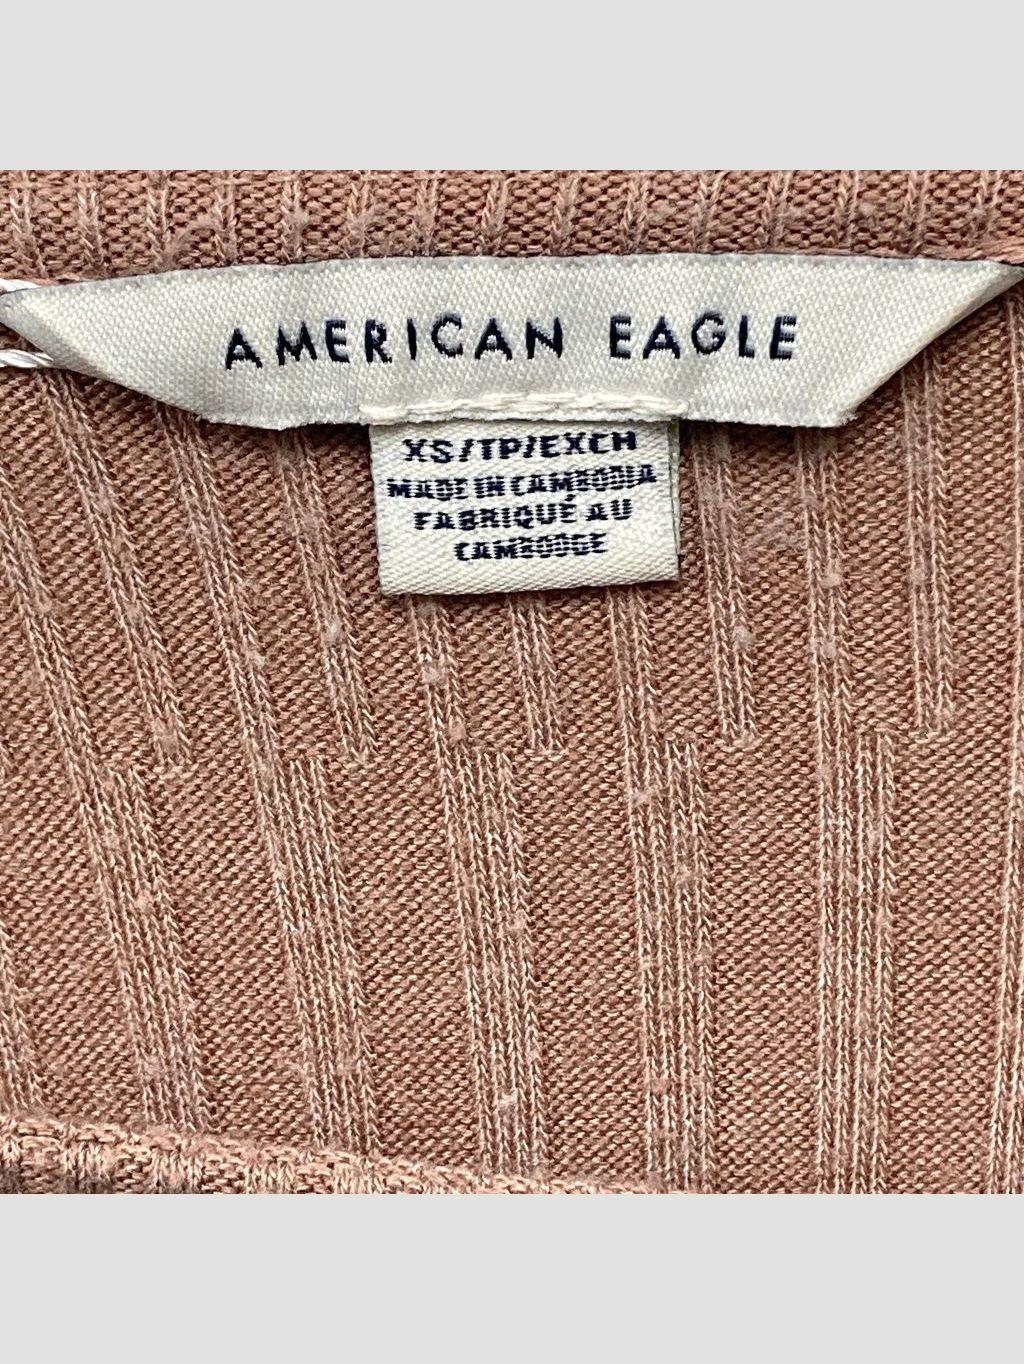 AMERICAN EAGLE
XS/TP/EXCH
MADE IN CAMBODIA
FABRIQUÉ AU
CAMBODGE